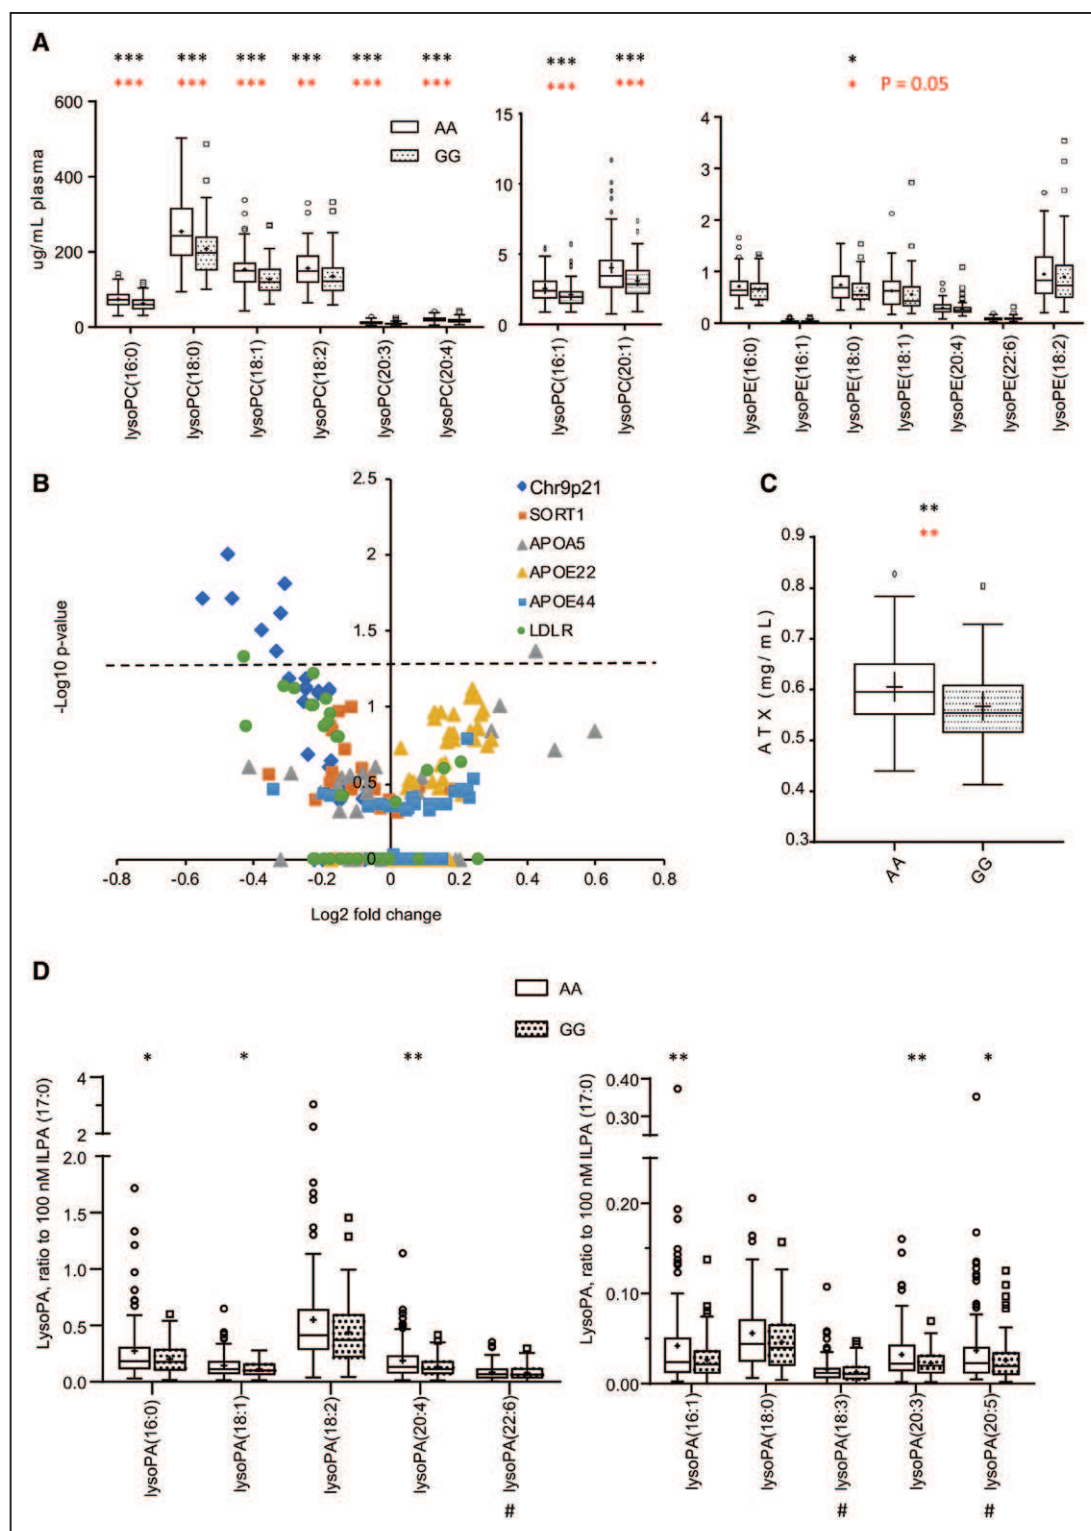 A
*** *** *** *** *** ***
*** *** *** ** *** ***
*** ***
*** ***
*
* P = 0.05
ug/mL plasma
600
400
200
0
AA
GG
15
10
5
0
4
3
2
1
0
lysoPC(16:0)
lysoPC(18:0)
lysoPC(18:1)
lysoPC(18:2)
lysoPC(20:3)
lysoPC(20:4)
lysoPC(16:1)
lysoPC(20:1)
lysoPE(16:0)
lysoPE(16:1)
lysoPE(18:0)
lysoPE(18:1)
lysoPE(20:4)
lysoPE(22:6)
lysoPE(18:2)
B
-Log10 p-value
2.5
2
1.5
1
0.5
0
Chr9p21
SORT1
APOA5
APOE22
APOE44
LDLR
-0.8 -0.6 -0.4 -0.2 0 0.2 0.4 0.6 0.8
Log2 fold change
C
**
**
ATX (mg/mL)
0.9
0.8
0.7
0.6
0.5
0.3
AA
GG
D
AA
GG
* * **
LysoPA, ratio to 100 nM ILPA (17:0)
4
2
2.0
1.5
1.0
0.5
0.0
lysoPA(16:0)
lysoPA(18:1)
lysoPA(18:2)
lysoPA(20:4)
lysoPA(22:6)
#
** ** *
LysoPA, ratio to 100 nM ILPA (17:0)
0.40
0.30
0.20
0.10
0.00
lysoPA(16:1)
lysoPA(18:0)
lysoPA(18:3)
lysoPA(20:3)
lysoPA(20:5)
# #